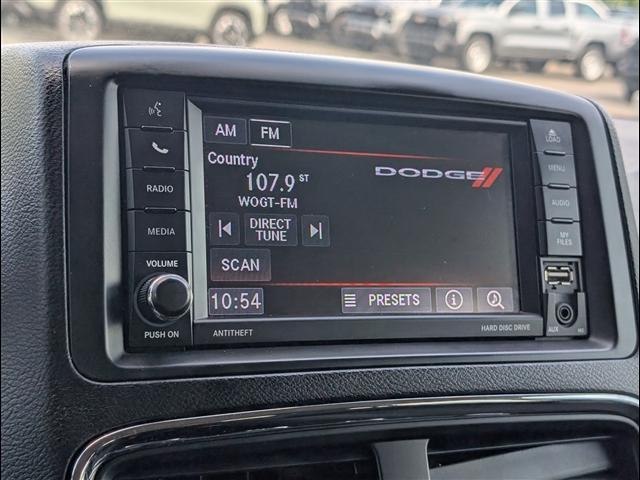 AM FM
LOAD
Country
DODGE
MENU
107.9 ST
RADIO
WOGT-FM
AUDIO
DIRECT
TUNE
MEDIA
MY
FILES
VOLUME
SCAN
10:54
PRESETS
PUSH ON
ANTITHEFT
HARD DISC DRIVE
AUX